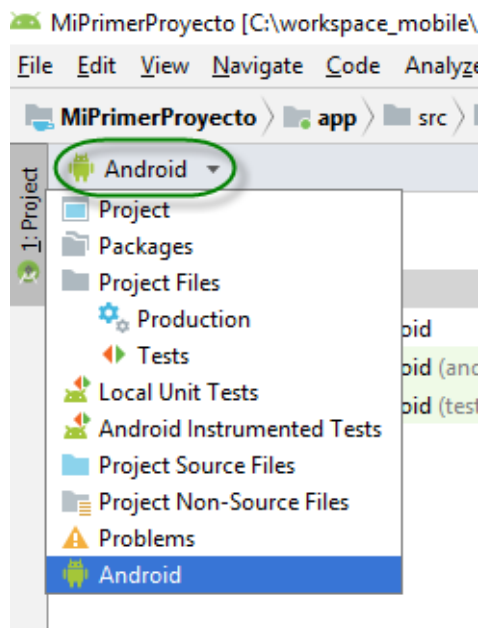 MiPrimerProyecto [C:\workspace_mobile\
File Edit View Navigate Code Analyze
MiPrimerProyecto app src
1: Project
Android
Project
Packages
Project Files
Production
oid
Tests
oid (and
Local Unit Tests
oid (test
Android Instrumented Tests
Project Source Files
Project Non-Source Files
Problems
Android